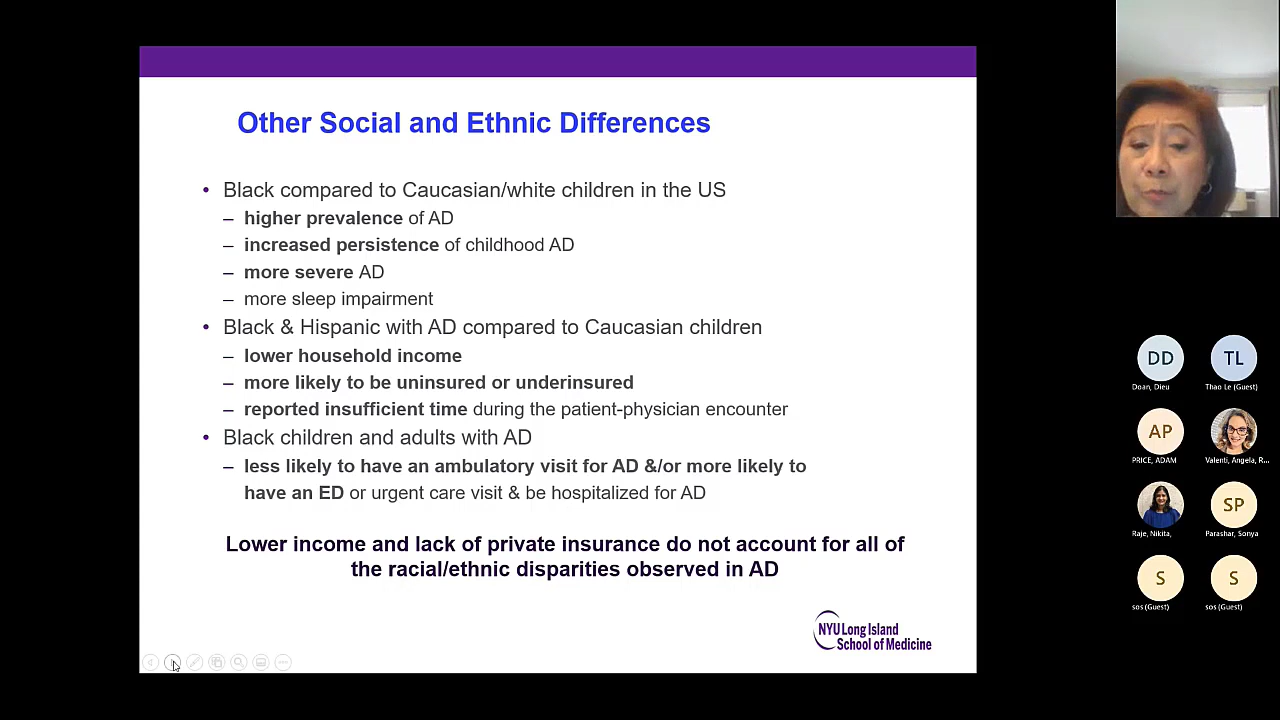 Other Social and Ethnic Differences
• Black compared to Caucasian/white children in the US
– higher prevalence of AD
– increased persistence of childhood AD
– more severe AD
– more sleep impairment
• Black & Hispanic with AD compared to Caucasian children
– lower household income
– more likely to be uninsured or underinsured
– reported insufficient time during the patient-physician encounter
• Black children and adults with AD
– less likely to have an ambulatory visit for AD &/or more likely to
have an ED or urgent care visit & be hospitalized for AD
Lower income and lack of private insurance do not account for all of
the racial/ethnic disparities observed in AD
NYU Long Island
School of Medicine
DD
TL
Doan, Dieu
Thao Le (Guest)
AP
PRICE, ADAM
Valenti, Angela, R...
SP
Raje, Nikita,
Parashar, Sonya
S
S
sos (Guest)
sos (Guest)